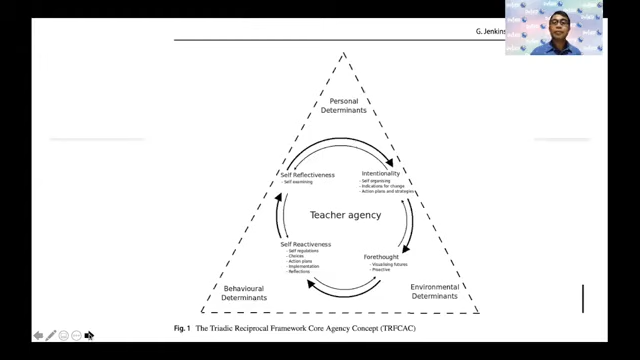 G. Jenkins
Personal
Determinants
Self Reflectiveness
- Self examining
Intentionality
- Self organising
- Indications for change
- Action plans and strategies
Teacher agency
Self Reactiveness
- Self regulations
- Choices
- Action plans
- Implementation
- Reflections
Forethought
- Visualising futures
- Proactive
Behavioural
Determinants
Environmental
Determinants
Fig. 1 The Triadic Reciprocal Framework Core Agency Concept (TRFCAC)